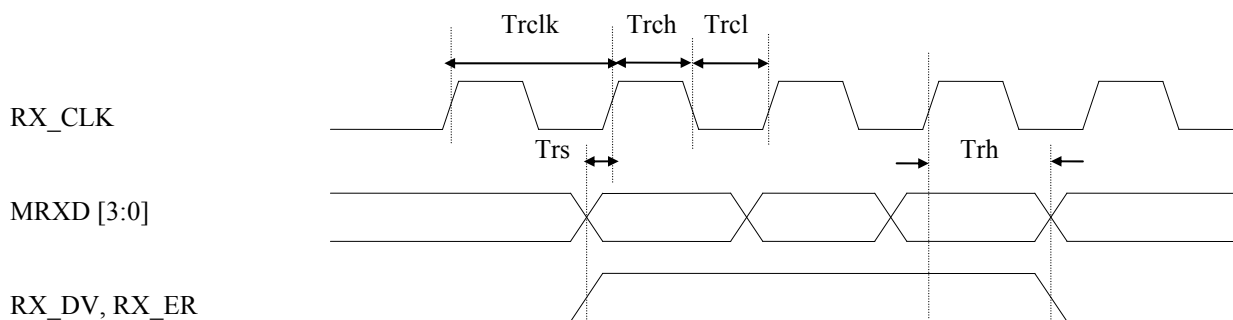 Trclk Trch Trcl
RX_CLK
Trs Trh
MRXD [3:0]
RX_DV, RX_ER